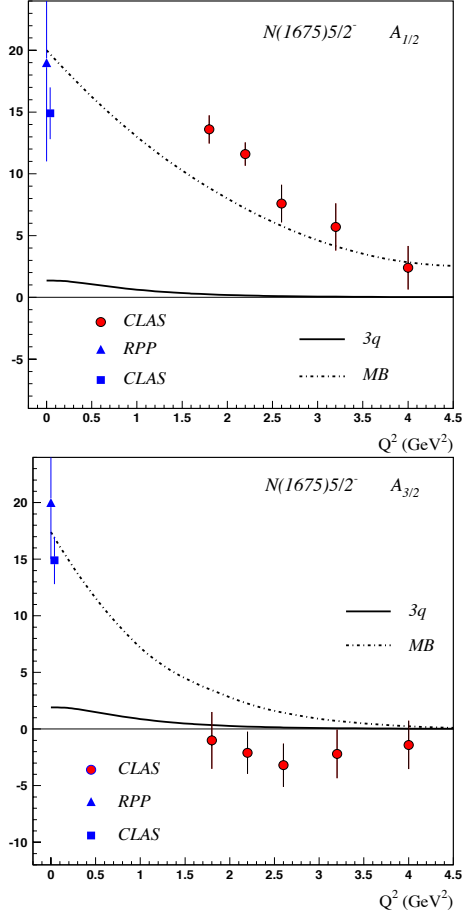 N(1675)5/2⁻ A₁/₂
20
15
10
5
0
-5
CLAS
RPP
CLAS
3q
MB
0 0.5 1 1.5 2 2.5 3 3.5 4 4.5
Q² (GeV²)
N(1675)5/2⁻ A₃/₂
20
15
10
5
0
-5
-10
3q
MB
CLAS
RPP
CLAS
0 0.5 1 1.5 2 2.5 3 3.5 4 4.5
Q² (GeV²)